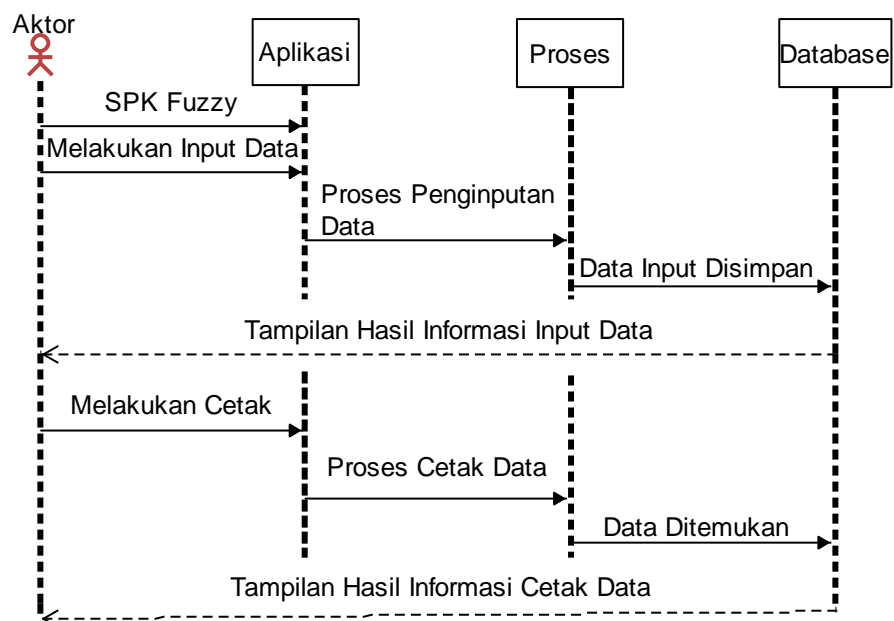 Aktor
Aplikasi
Proses
Database
SPK Fuzzy
Melakukan Input Data
Proses Penginputan
Data
Data Input Disimpan
Tampilan Hasil Informasi Input Data
Melakukan Cetak
Proses Cetak Data
Data Ditemukan
Tampilan Hasil Informasi Cetak Data